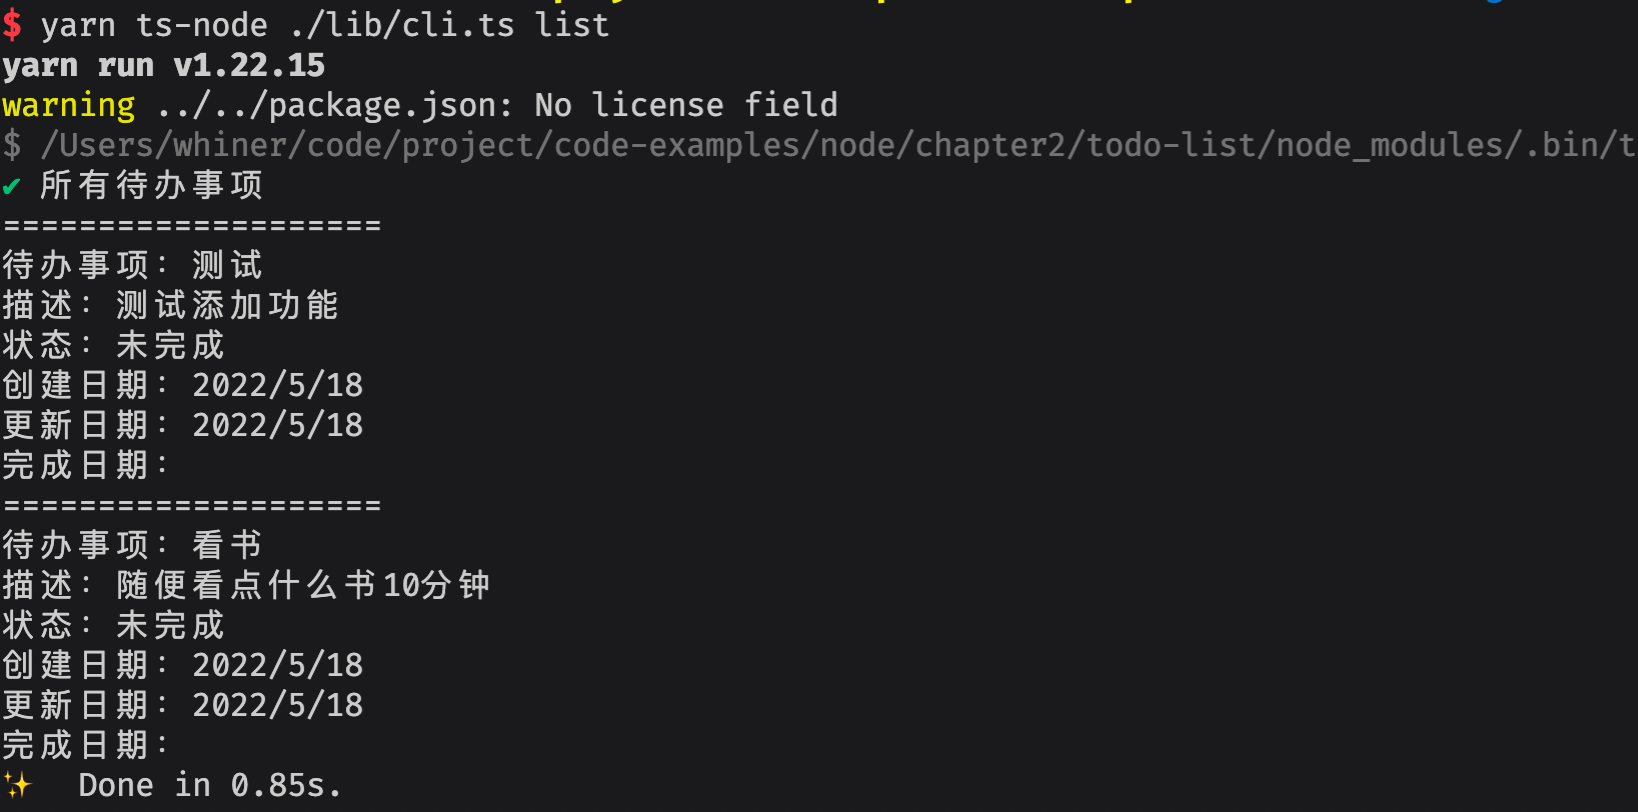 $ yarn ts-node ./lib/cli.ts list
yarn run v1.22.15
warning ../../package.json: No license field
$ /Users/whiner/code/project/code-examples/node/chapter2/todo-list/node_modules/.bin/t
✔ 所有待办事项
====================
待办事项: 测试
描述: 测试添加功能
状态: 未完成
创建日期: 2022/5/18
更新日期: 2022/5/18
完成日期:
====================
待办事项: 看书
描述: 随便看点什么书10分钟
状态: 未完成
创建日期: 2022/5/18
更新日期: 2022/5/18
完成日期:
✨  Done in 0.85s.